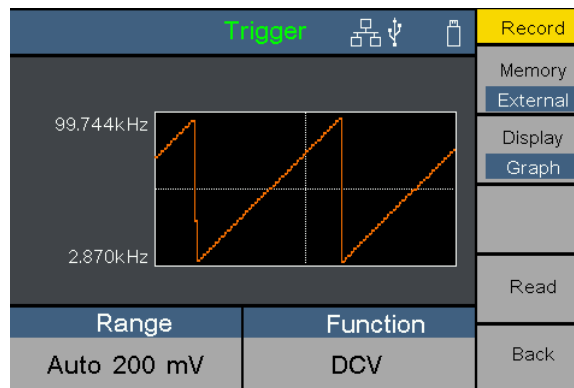 Trigger
Record
Memory
External
Display
Graph
Read
Back
99.744kHz
2.870kHz
Range
Function
Auto 200 mV
DCV